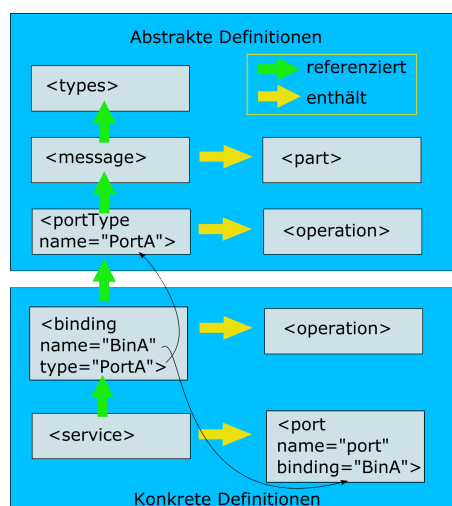 Abstrakte Definitionen
referenziert
enthält
<types>
<message>
<part>
<portType
name="PortA">
<operation>
<binding
name="BinA"
type="PortA">
<operation>
<service>
<port
name="port"
binding="BinA">
Konkrete Definitionen